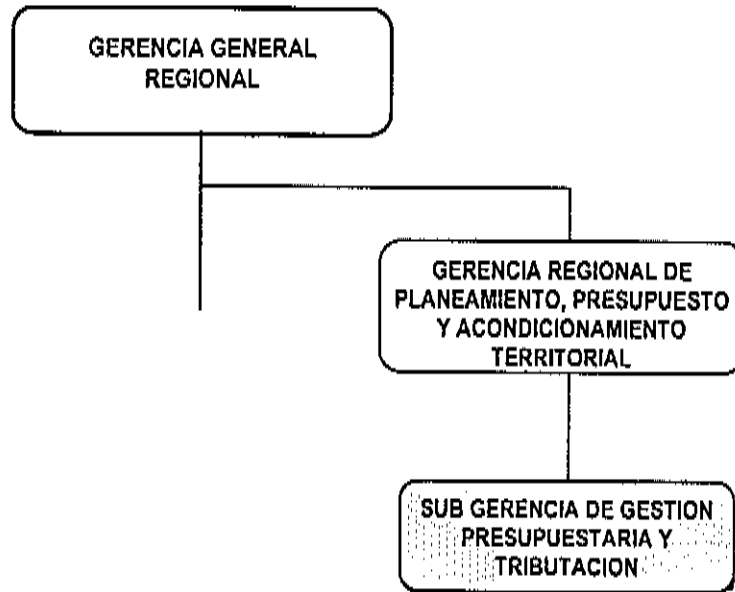 GERENCIA GENERAL
REGIONAL
GERENCIA REGIONAL DE
PLANEAMIENTO, PRESUPUESTO
Y ACONDICIONAMIENTO
TERRITORIAL
SUB GERENCIA DE GESTION
PRESUPUESTARIA Y
TRIBUTACION